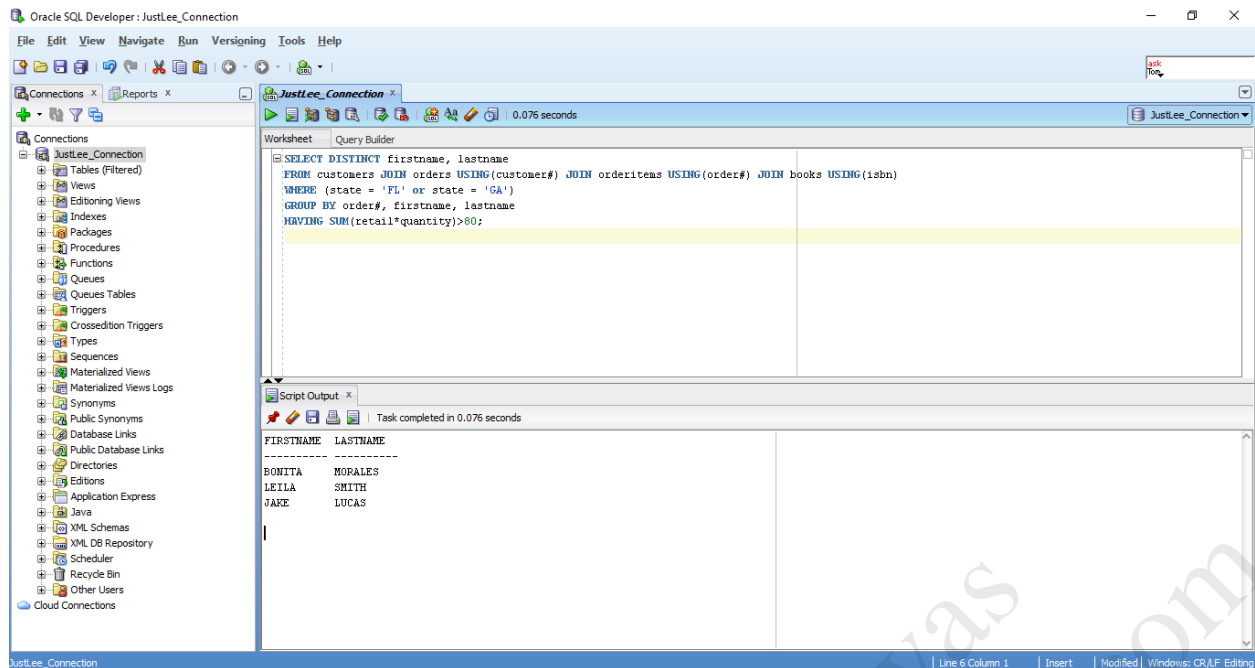 Oracle SQL Developer : JustLee_Connection
File Edit View Navigate Run Versioning Tools Help
ask
Tom
Connections x Reports x
JustLee_Connection x
0.076 seconds
JustLee_Connection
Worksheet Query Builder
Connections
JustLee_Connection
Tables (Filtered)
Views
Editioning Views
Indexes
Packages
Procedures
Functions
Queues
Queues Tables
Triggers
Crossedition Triggers
Types
Sequences
Materialized Views
Materialized Views Logs
Synonyms
Public Synonyms
Database Links
Public Database Links
Directories
Editions
Application Express
Java
XML Schemas
XML DB Repository
Scheduler
Recycle Bin
Other Users
Cloud Connections
SELECT DISTINCT firstname, lastname
FROM customers JOIN orders USING(customer#) JOIN orderitems USING(order#) JOIN books USING(isbn)
WHERE (state = 'FL' or state = 'GA')
GROUP BY order#, firstname, lastname
HAVING SUM(retail*quantity)>80;
Script Output x
Task completed in 0.076 seconds
FIRSTNAME LASTNAME
---------- ----------
BONITA MORALES
LEILA SMITH
JAKE LUCAS
JustLee_Connection
Line 6 Column 1 Insert Modified Windows: CR/LF Editing